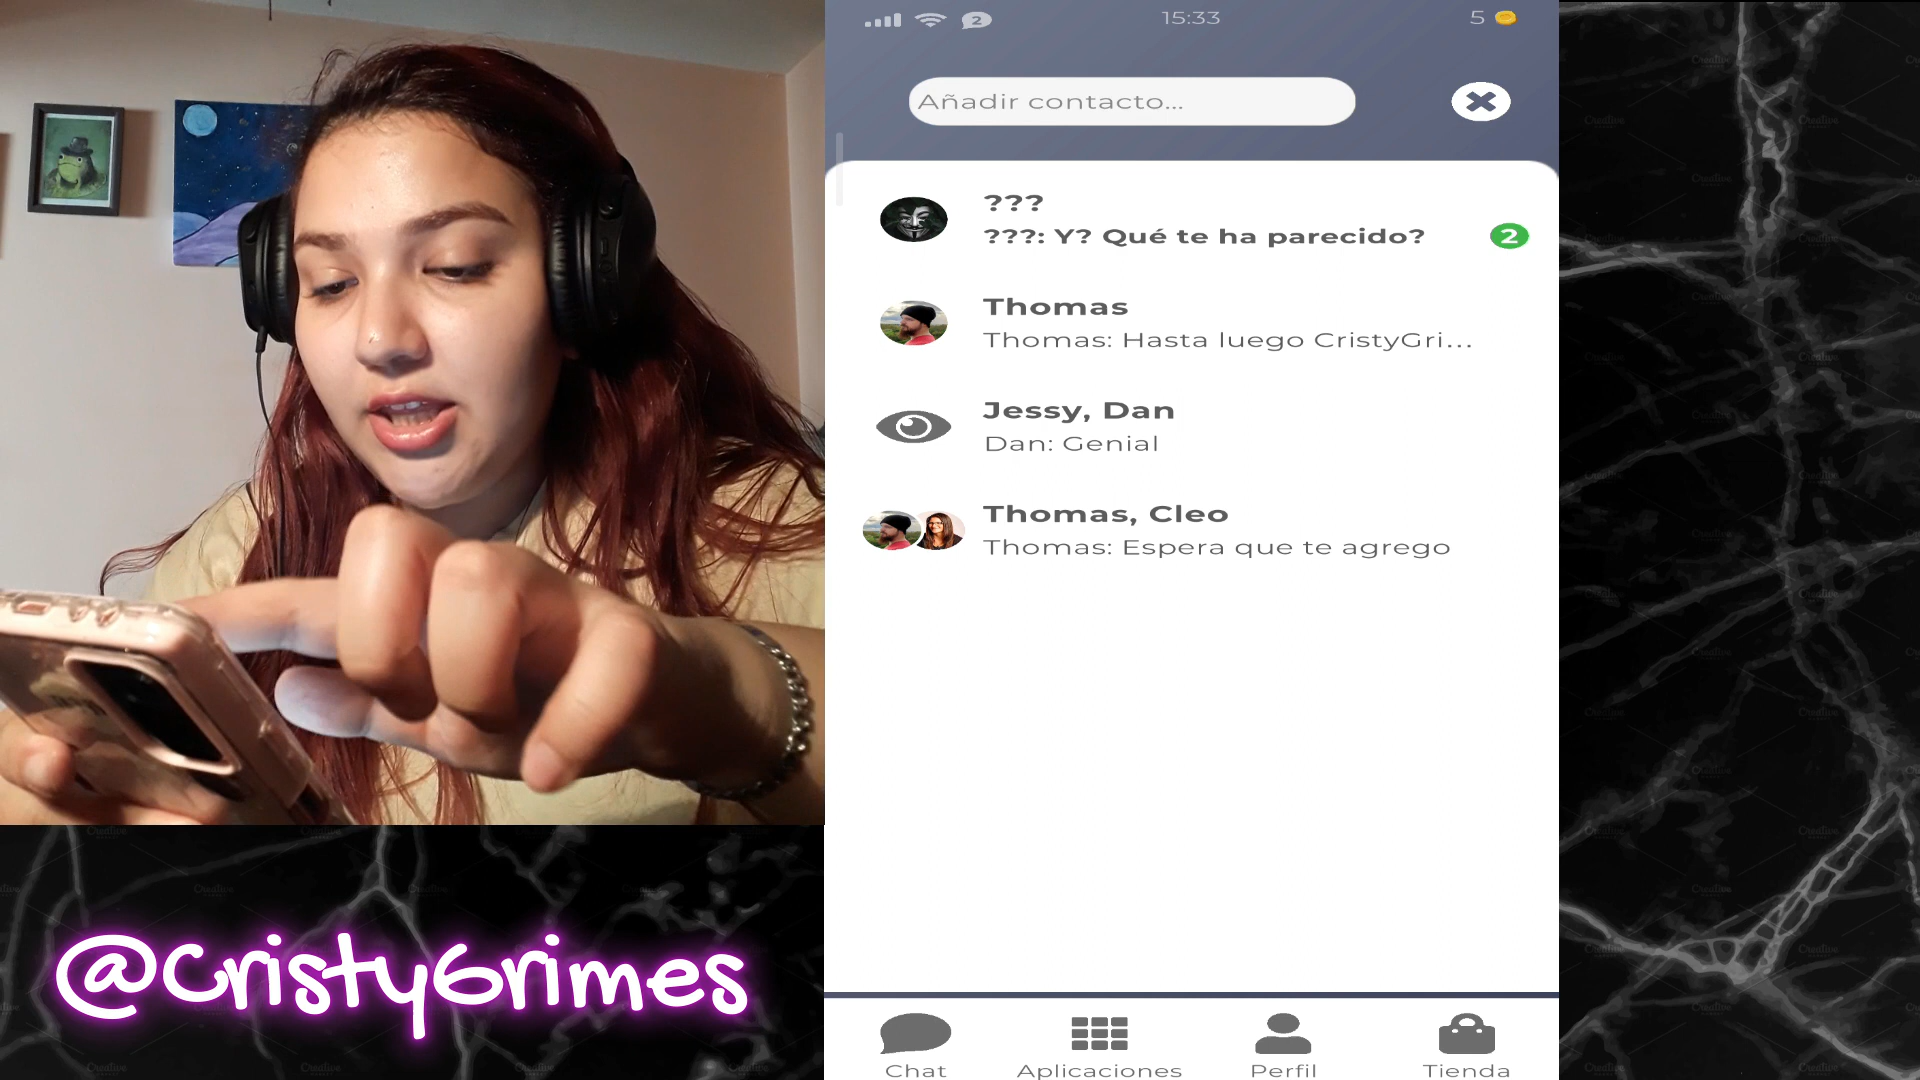 2
15:33
5
Añadir contacto...
???
???: Y? Qué te ha parecido?
2
Thomas
Thomas: Hasta luego CristyGri...
Jessy, Dan
Dan: Genial
Thomas, Cleo
Thomas: Espera que te agrego
Chat
Aplicaciones
Perfil
Tienda
@CristyGrimes